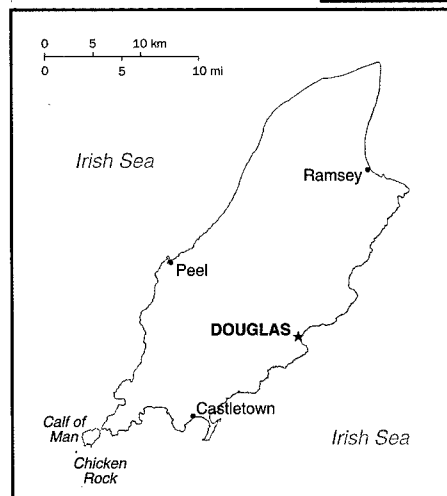 0 5 10 km
0 5 10 mi
Irish Sea
Ramsey
Peel
DOUGLAS
Castletown
Calf of
Man
Chicken
Rock
Irish Sea